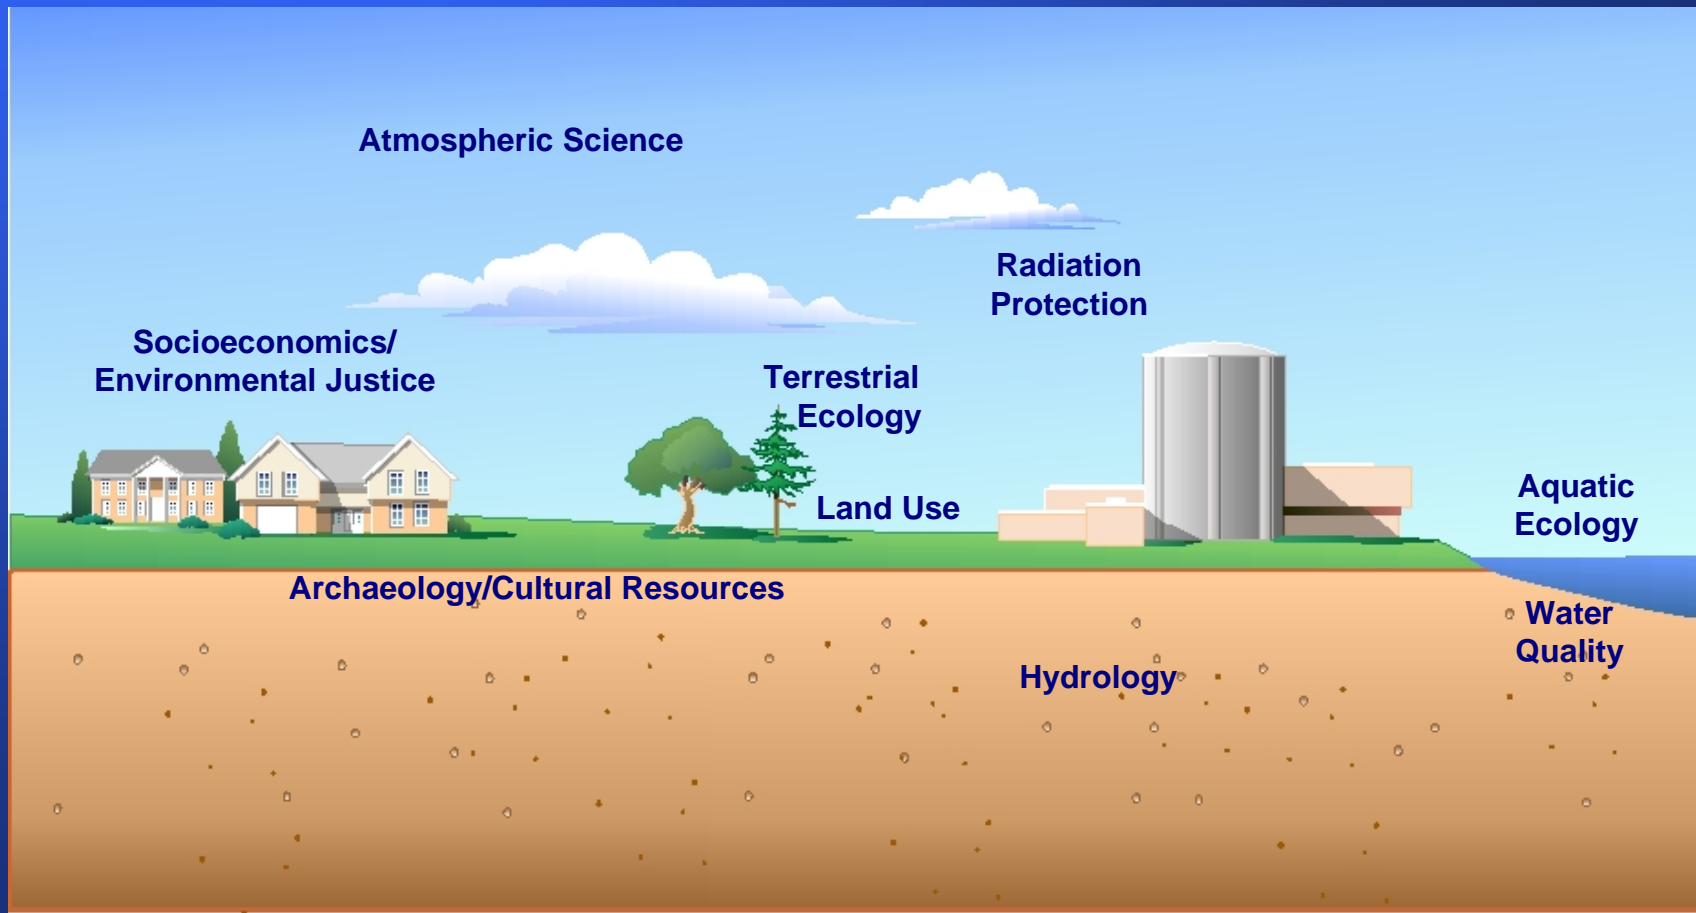 Atmospheric Science
Radiation
Protection
Socioeconomics/
Environmental Justice
Terrestrial
Ecology
Land Use
Aquatic
Ecology
Archaeology/Cultural Resources
Water
Quality
Hydrology